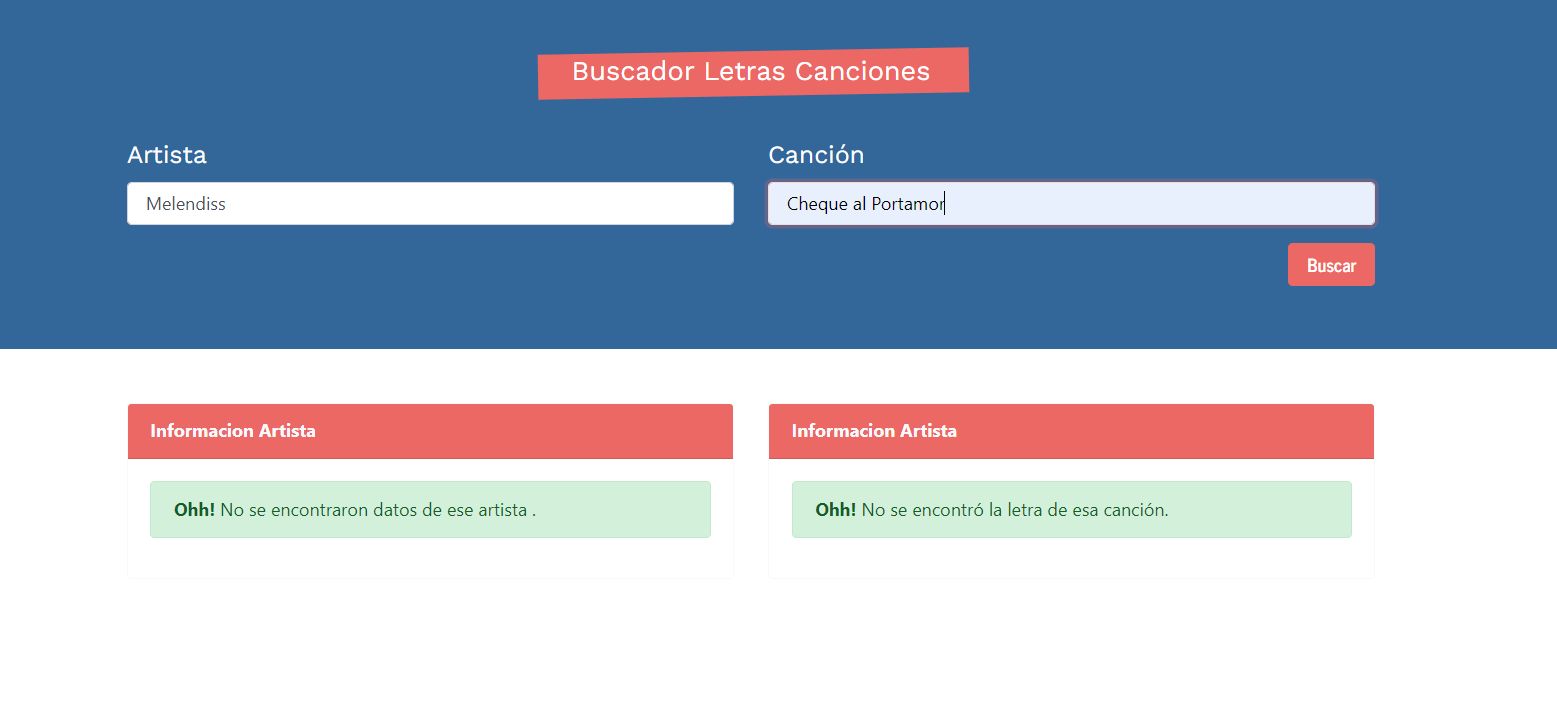 Buscador Letras Canciones
Artista
Canción
Melendiss
Cheque al Portamor
Buscar
Informacion Artista
Informacion Artista
Ohh! No se encontraron datos de ese artista .
Ohh! No se encontró la letra de esa canción.